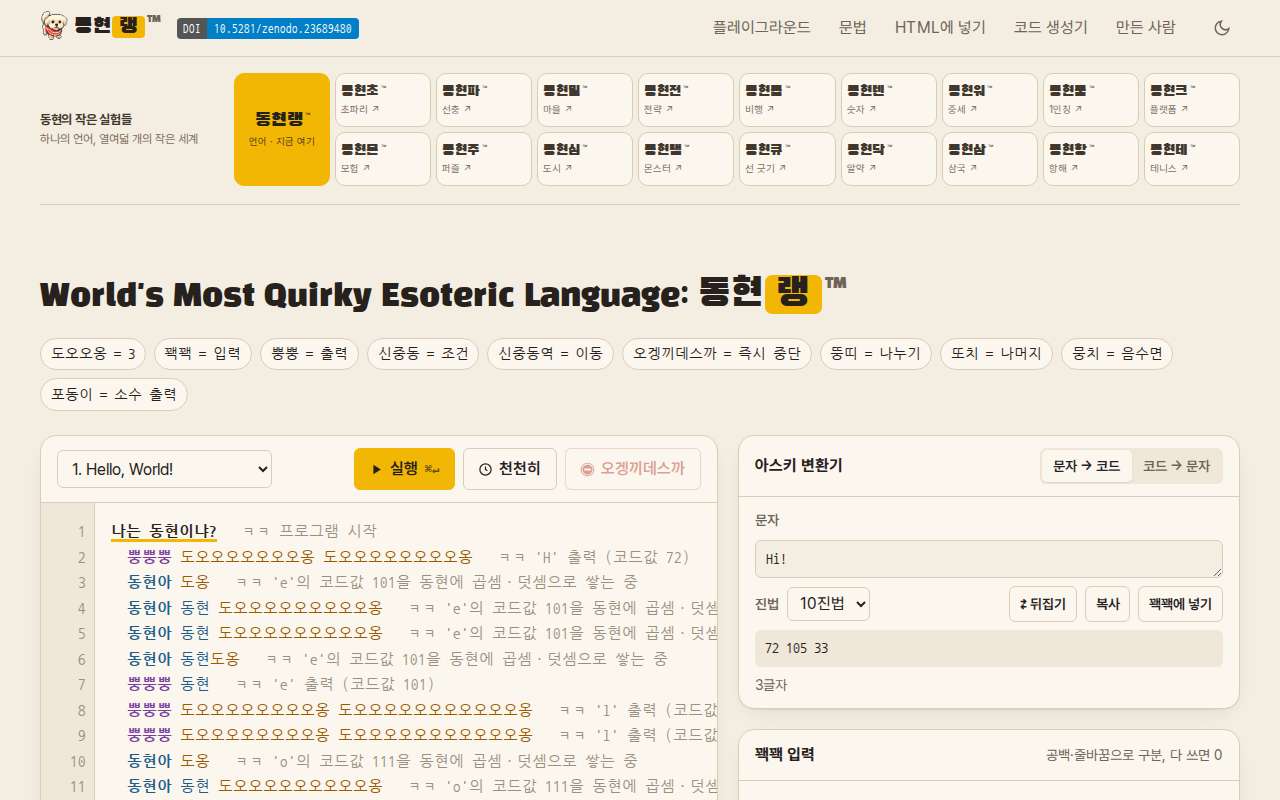 동현랭™
DOI 10.5281/zenodo.23689480
플레이그라운드
문법
HTML에 넣기
코드 생성기
만든 사람
동현의 작은 실험들
하나의 언어, 열여덟 개의 작은 세계
동현랭™
언어 · 지금 여기
동현초™
초파리 ↗
동현파™
선충 ↗
동현밀™
마을 ↗
동현전™
전략 ↗
동현롭™
비행 ↗
동현벤™
숫자 ↗
동현워™
중세 ↗
동현룸™
1인칭 ↗
동현크™
플랫폼 ↗
동현몬™
모험 ↗
동현주™
퍼즐 ↗
동현심™
도시 ↗
동현맴™
몬스터 ↗
동현큐™
선 긋기 ↗
동현닥™
알약 ↗
동현삼™
삼국 ↗
동현항™
항해 ↗
동현테™
테니스 ↗
World's Most Quirky Esoteric Language: 동현랭™
도오오옹 = 3
꽥꽥 = 입력
뿡뿡 = 출력
신중동 = 조건
신중동역 = 이동
오겡끼데스까 = 즉시 중단
뚱띠 = 나누기
또치 = 나머지
뭉치 = 음수면
포동이 = 소수 출력
1. Hello, World!
실행 ⌘↵
천천히
오겡끼데스까
1 나는 동현이냐? ㅋㅋ 프로그램 시작
2 뿡뿡뿡 도오오오오오오오옹 도오오오오오오오오옹 ㅋㅋ 'H' 출력 (코드값 72)
3 동현아 도옹 ㅋㅋ 'e'의 코드값 101을 동현에 곱셈·덧셈으로 쌓는 중
4 동현아 동현 도오오오오오오오오오옹 ㅋㅋ 'e'의 코드값 101을 동현에 곱셈·덧셈
5 동현아 동현 도오오오오오오오오오옹 ㅋㅋ 'e'의 코드값 101을 동현에 곱셈·덧셈
6 동현아 동현도옹 ㅋㅋ 'e'의 코드값 101을 동현에 곱셈·덧셈으로 쌓는 중
7 뿡뿡뿡 동현 ㅋㅋ 'e' 출력 (코드값 101)
8 뿡뿡뿡 도오오오오오오오오옹 도오오오오오오오오오오오옹 ㅋㅋ 'l' 출력 (코드값
9 뿡뿡뿡 도오오오오오오오오옹 도오오오오오오오오오오오옹 ㅋㅋ 'l' 출력 (코드값
10 동현아 도옹 ㅋㅋ 'o'의 코드값 111을 동현에 곱셈·덧셈으로 쌓는 중
11 동현아 동현 도오오오오오오오오오옹 ㅋㅋ 'o'의 코드값 111을 동현에 곱셈·덧셈
아스키 변환기
문자 → 코드
코드 → 문자
문자
Hi!
진법
10진법
⇄ 뒤집기
복사
꽥꽥에 넣기
72 105 33
3글자
꽥꽥 입력
공백·줄바꿈으로 구분, 다 쓰면 0